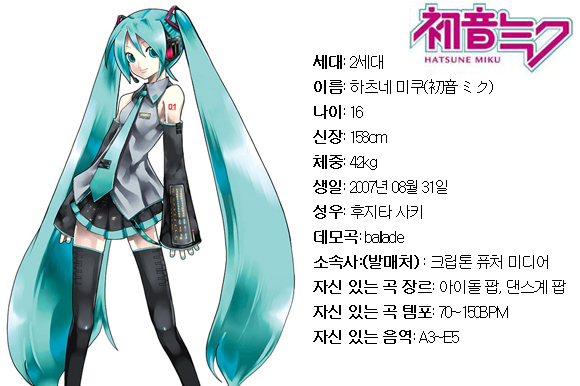 初音ミク
HATSUNE MIKU
세대: 2세대
이름: 하츠네 미쿠(初音 ミク)
나이: 16
신장: 158cm
체중: 42kg
생일: 2007년 08월 31일
성우: 후지타 사키
데모곡: balade
소속사:(발매처) : 크립톤 퓨처 미디어
자신 있는 곡 장르: 아이돌 팝, 댄스계 팝
자신 있는 곡 템포: 70~150BPM
자신 있는 음역: A3~E5
01